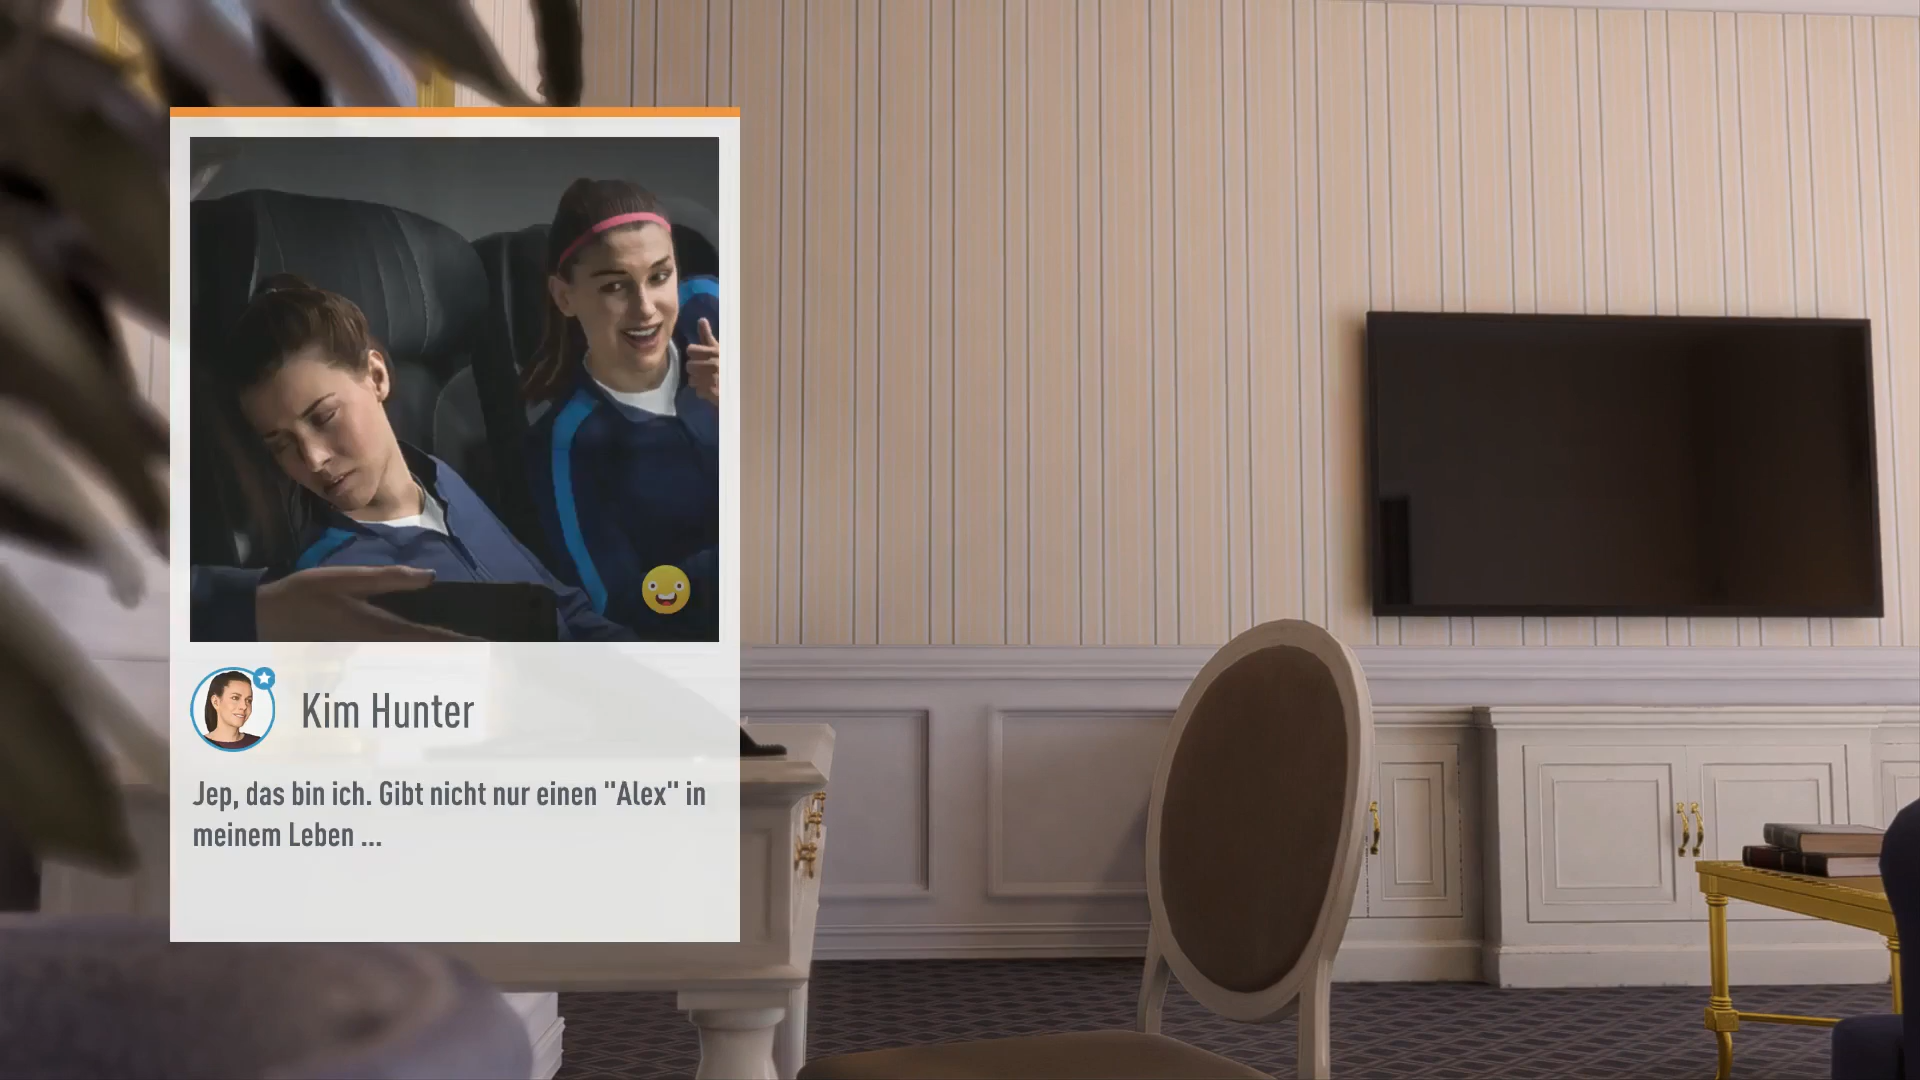 Kim Hunter
Jep, das bin ich. Gibt nicht nur einen "Alex" in
meinem Leben ...